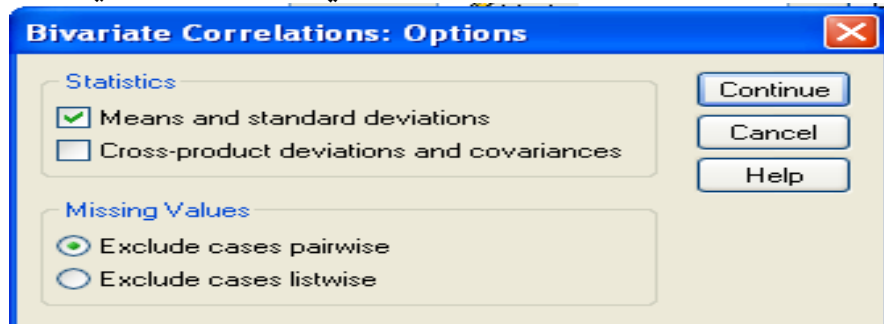 Bivariate Correlations: Options
Statistics
Means and standard deviations
Cross-product deviations and covariances
Continue
Cancel
Help
Missing Values
Exclude cases pairwise
Exclude cases listwise